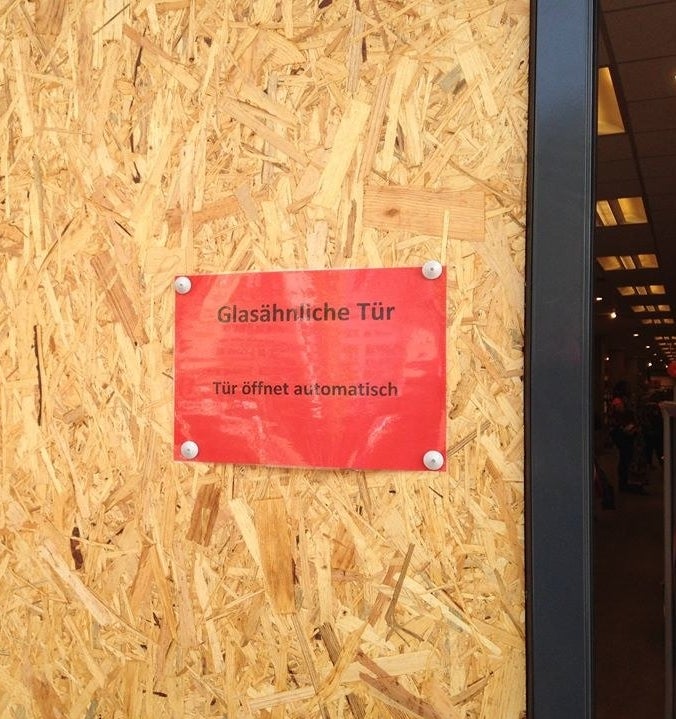 Glasähnliche Tür
Tür öffnet automatisch